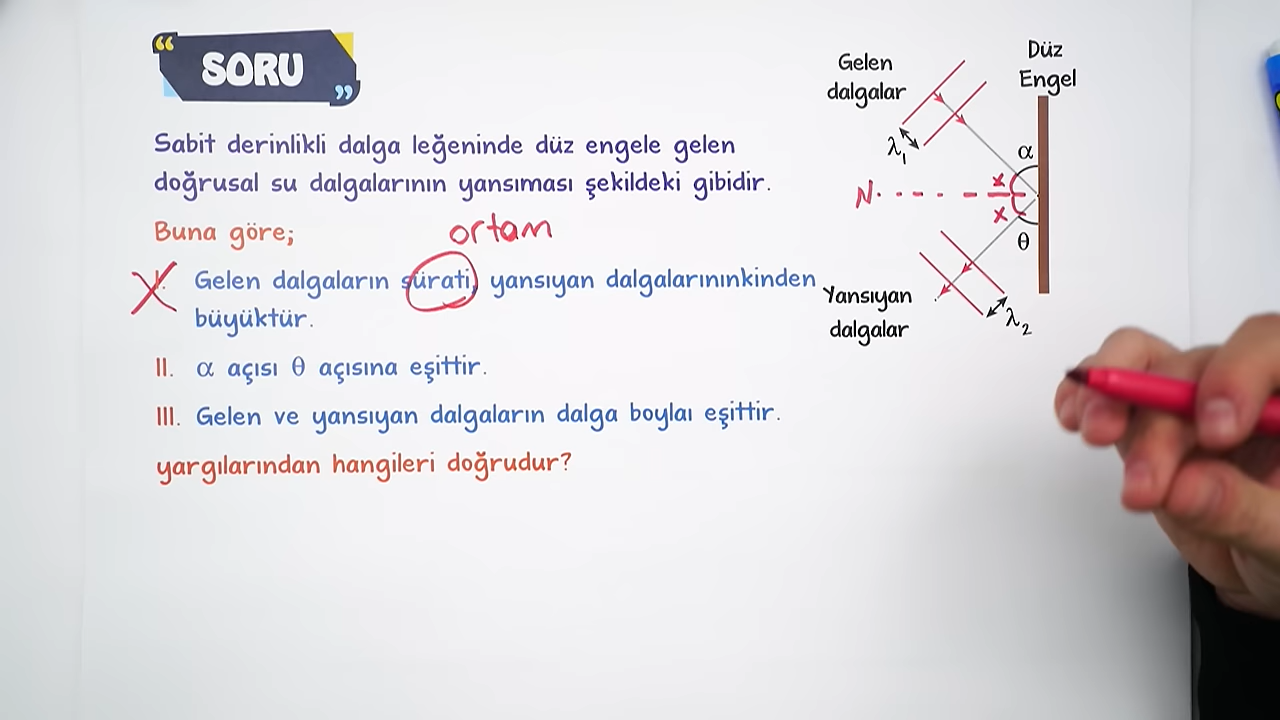 SORU
Sabit derinlikli dalga leğeninde düz engele gelen
doğrusal su dalgalarının yansıması şekildeki gibidir.
Buna göre;
ortam
Gelen dalgaların sürati, yansıyan dalgalarınınkinden
büyüktür.
II. α açısı θ açısına eşittir.
III. Gelen ve yansıyan dalgaların dalga boyları eşittir.
yargılarından hangileri doğrudur?
Gelen
dalgalar
Düz
Engel
λ1
α
N
x
x
θ
Yansıyan
dalgalar
λ2